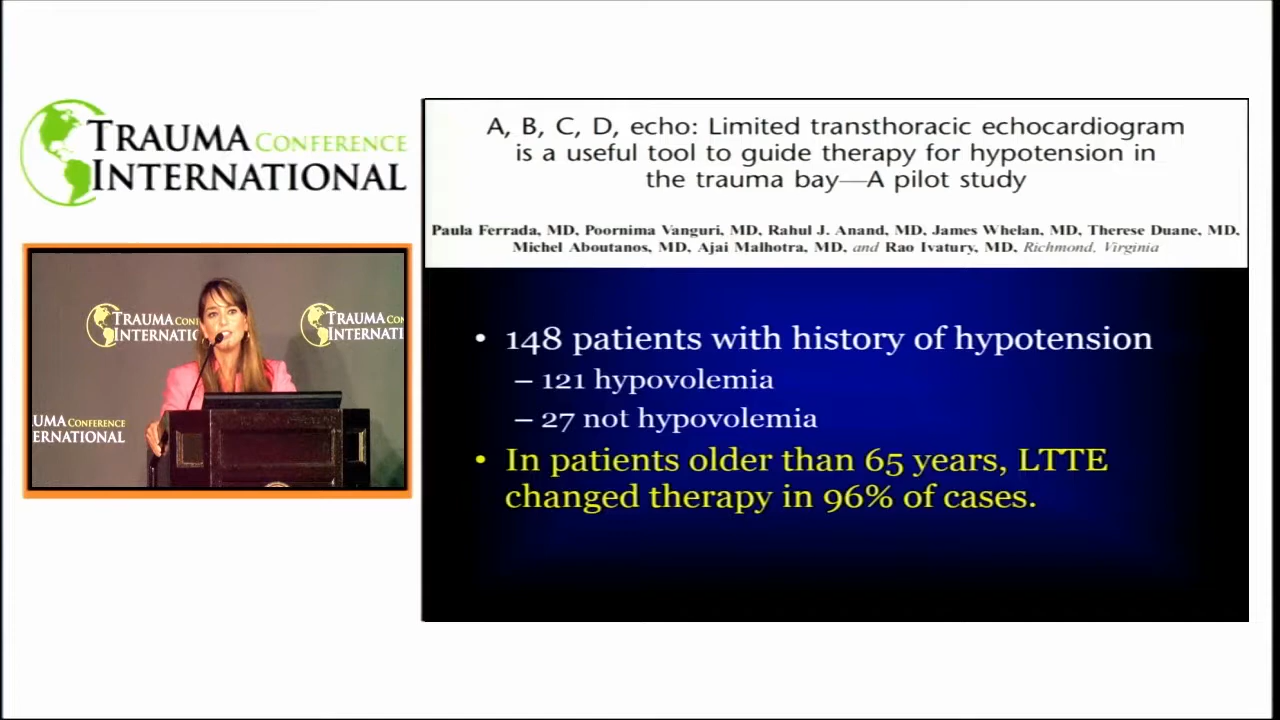 TRAUMA CONFERENCE
INTERNATIONAL
A, B, C, D, echo: Limited transthoracic echocardiogram
is a useful tool to guide therapy for hypotension in
the trauma bay—A pilot study
Paula Ferrada, MD, Poornima Vanguri, MD, Rahul J. Anand, MD, James Whelan, MD, Therese Duane, MD,
Michel Aboutanos, MD, Ajai Malhotra, MD, and Rao Ivatury, MD, Richmond, Virginia
• 148 patients with history of hypotension
– 121 hypovolemia
– 27 not hypovolemia
• In patients older than 65 years, LTTE
changed therapy in 96% of cases.
TRAUMA CON
INTERNATIO
TRAUMA CON
INTERNATI
UMA CONFERENCE
ERNATIONAL